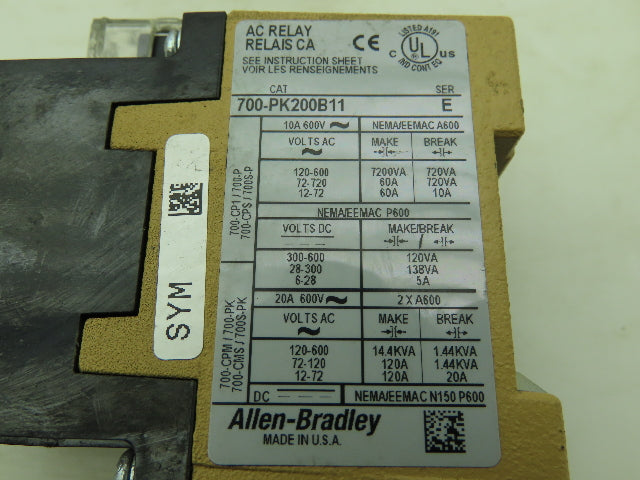 AC RELAY
RELAIS CA
CE
LISTED A191
C UL US
IND CONT EQ
SEE INSTRUCTION SHEET
VOIR LES RENSEIGNEMENTS
CAT SER
700-PK200B11 E
700-CP1 / 700-P
700-CPS / 700S-P
10A 600V NEMA/EEMAC A600
VOLTS AC MAKE BREAK
120-600 7200VA 720VA
72-720 60A 720VA
12-72 60A 10A
NEMA/EEMAC P600
VOLTS DC MAKE/BREAK
300-600 120VA
28-300 138VA
6-28 5A
700-CPM / 700-PK
700-CMS / 700S-PK
20A 600V 2 X A600
VOLTS AC MAKE BREAK
120-600 14.4KVA 1.44KVA
72-120 120A 1.44KVA
12-72 120A 20A
DC NEMA/EEMAC N150 P600
Allen-Bradley
MADE IN U.S.A.
SYM